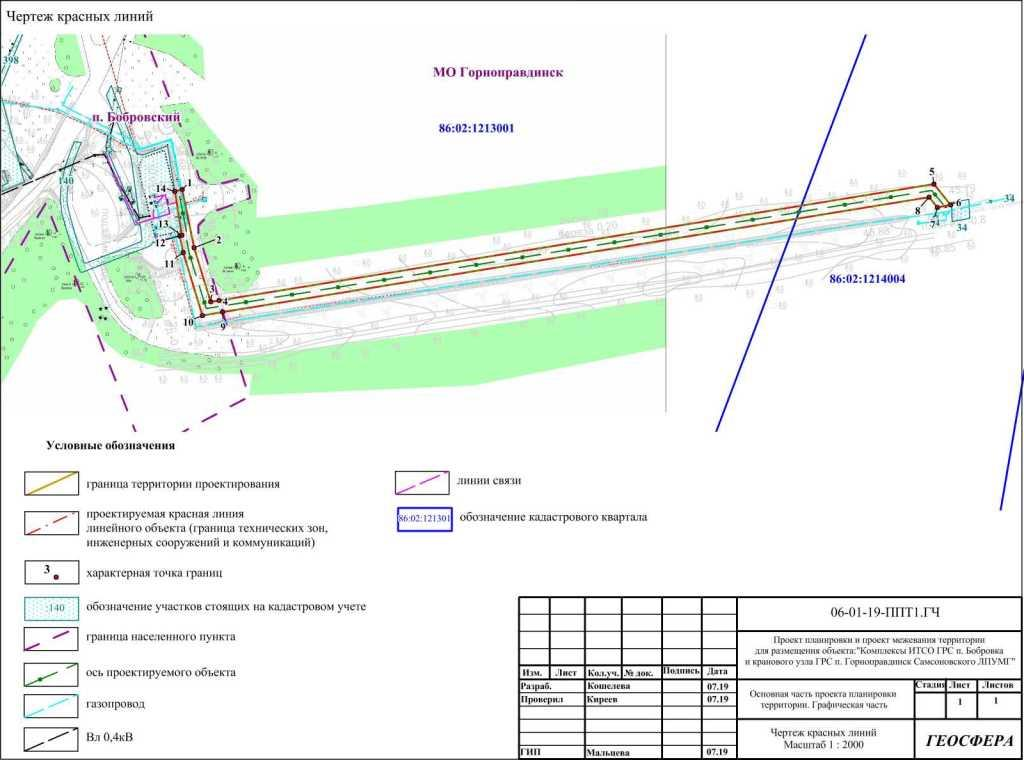 Чертеж красных линий
398
МО Горноправдинск
п. Бобровский
86:02:1213001
140
14
1
13
12
2
11
3
4
10
9
5
6
8
7
34
34
86:02:1214004
Условные обозначения
граница территории проектирования
проектируемая красная линия
линейного объекта (граница технических зон,
инженерных сооружений и коммуникаций)
3
характерная точка границ
:140
обозначение участков стоящих на кадастровом учете
граница населенного пункта
ось проектируемого объекта
газопровод
Вл 0,4кВ
линии связи
86:02:121301
обозначение кадастрового квартала
06-01-19-ППТ1.ГЧ
Проект планировки и проект межевания территории
для размещения объекта:"Комплексы ИТСО ГРС п. Бобровка
и кранового узла ГРС п. Горноправдинск Самсоновского ЛПУМГ"
Изм. Лист Кол.уч. № док. Подпись Дата
Разраб. Кошелева 07.19
Проверил Киреев 07.19
ГИП Мальцева 07.19
Основная часть проекта планировки
территории. Графическая часть
Стадия Лист Листов
1 1
Чертеж красных линий
Масштаб 1 : 2000
ГЕОСФЕРА